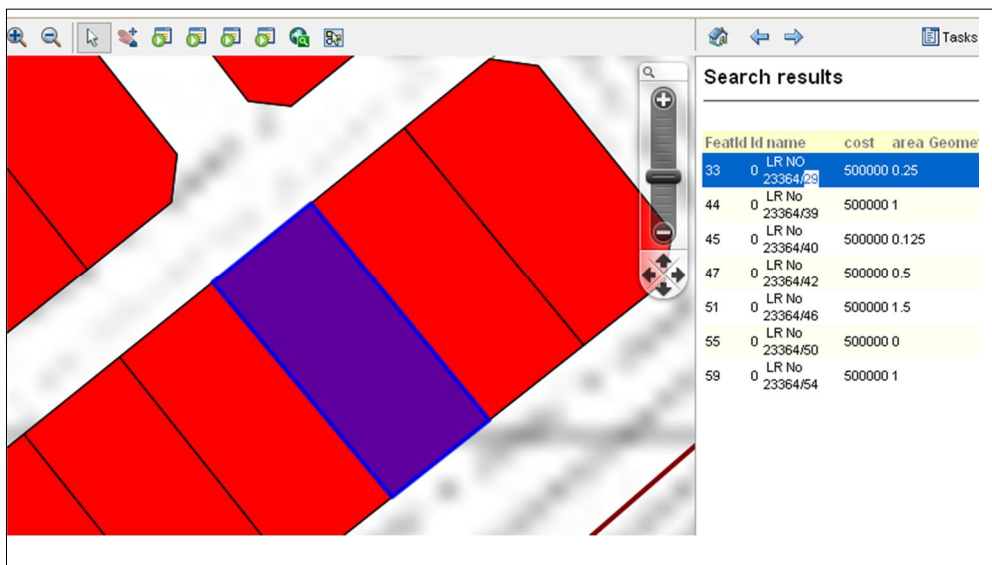 Tasks
Search results
FeatId Id name cost area Geome
33 0 LR NO 23364/29 500000 0.25
44 0 LR No 23364/39 500000 1
45 0 LR No 23364/40 500000 0.125
47 0 LR No 23364/42 500000 0.5
51 0 LR No 23364/46 500000 1.5
55 0 LR No 23364/50 500000 0
59 0 LR No 23364/54 500000 1